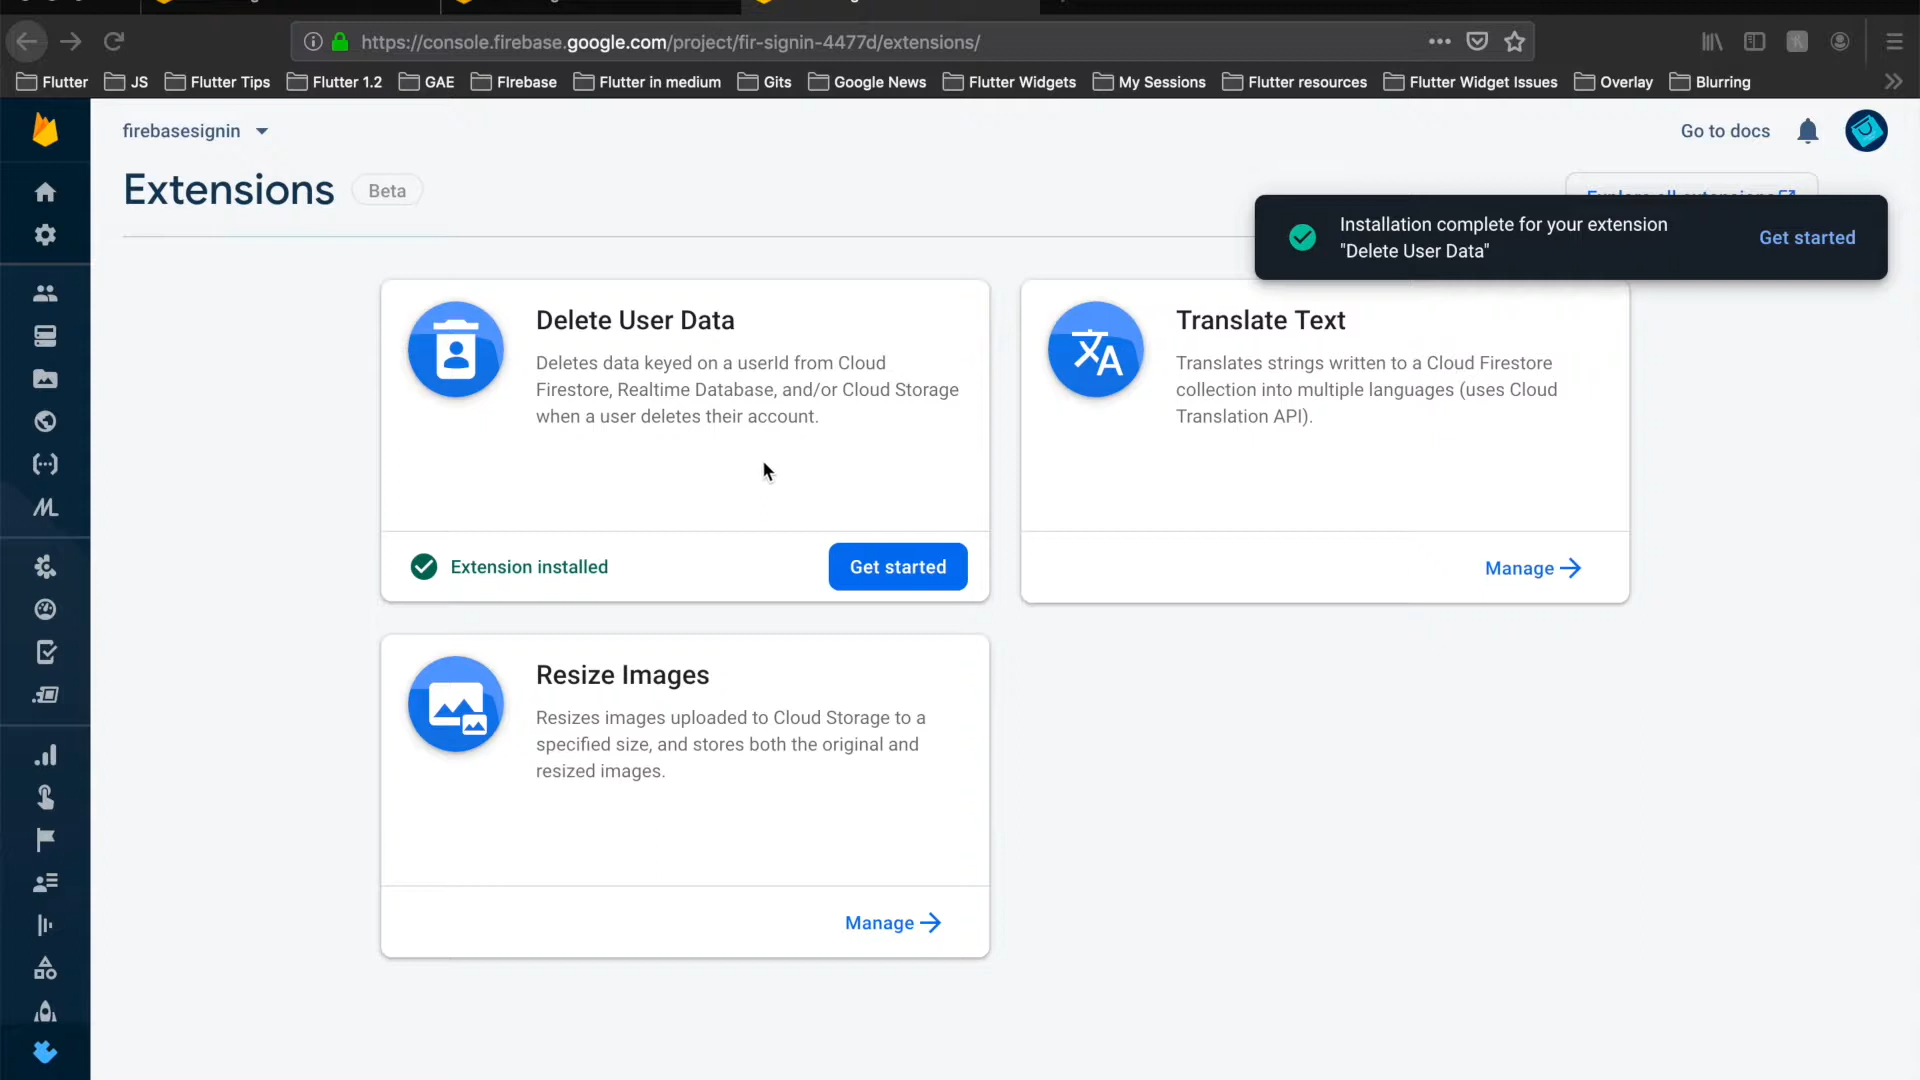 https://console.firebase.google.com/project/fir-signin-4477d/extensions/
Flutter JS Flutter Tips Flutter 1.2 GAE FIrebase Flutter in medium Gits Google News Flutter Widgets My Sessions Flutter resources Flutter Widget Issues Overlay Blurring
firebasesignin
Go to docs
Extensions
Beta
Installation complete for your extension
"Delete User Data"
Get started
Delete User Data
Deletes data keyed on a userId from Cloud
Firestore, Realtime Database, and/or Cloud Storage
when a user deletes their account.
Extension installed
Get started
Translate Text
Translates strings written to a Cloud Firestore
collection into multiple languages (uses Cloud
Translation API).
Manage
Resize Images
Resizes images uploaded to Cloud Storage to a
specified size, and stores both the original and
resized images.
Manage